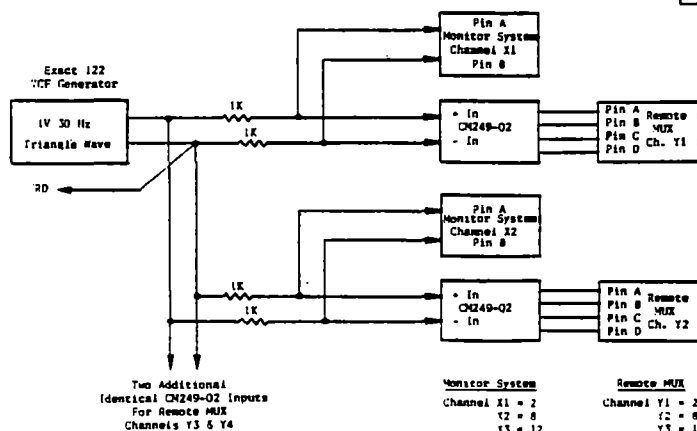 Exact 122
VCF Generator
1V 30 Hz
Triangle Wave
RD
1K
1K
Pin A
Monitor System
Channel X1
Pin B
+ In
CM249-02
- In
Pin A
Pin B
Pin C
Pin D
Remote
MUX
Ch. Y1
Pin A
Monitor System
Channel X2
Pin B
1K
1K
+ In
CM249-02
- In
Pin A
Pin B
Pin C
Pin D
Remote
MUX
Ch. Y2
Two Additional
Identical CM249-02 Inputs
For Remote MUX
Channels Y3 & Y4
Monitor System
Channel X1 = 2
X2 = 8
X3 = 12
Remote MUX
Channel Y1 = 2
Y2 =
Y3 =